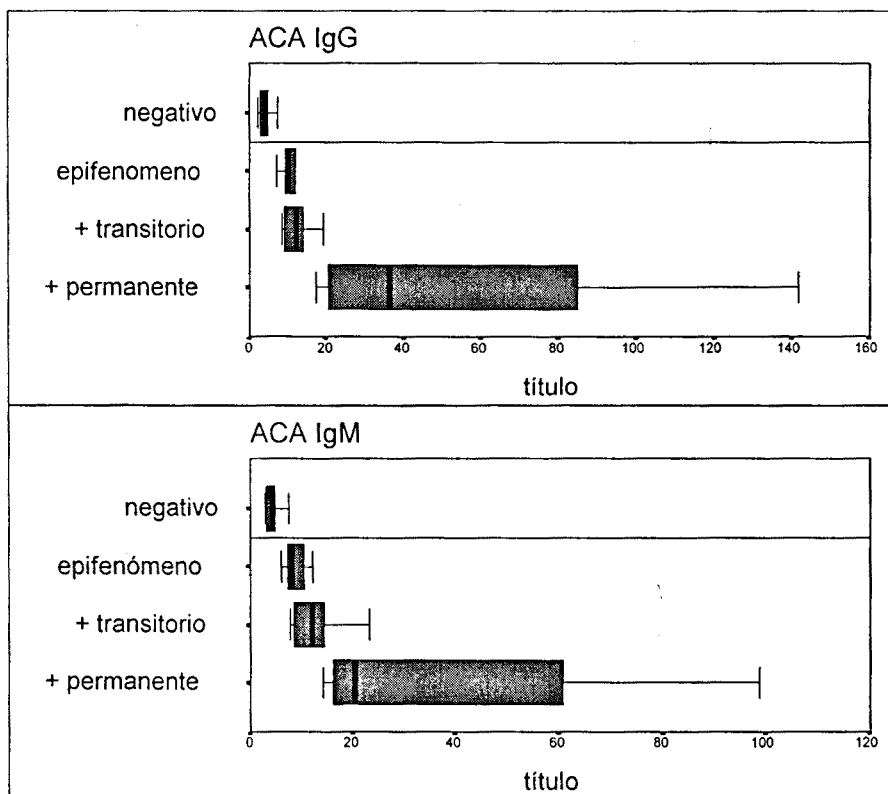 ACA IgG
negativo
epifenomeno
+ transitorio
+ permanente
0 20 40 60 80 100 120 140 160
título
ACA IgM
negativo
epifenómeno
+ transitorio
+ permanente
0 20 40 60 80 100 120
título